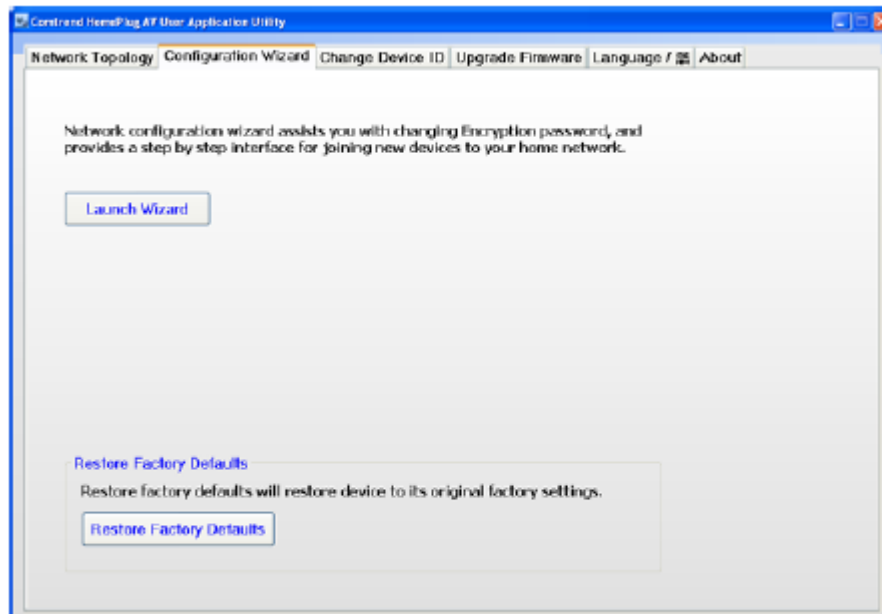 Comtrend HomePlug AV User Application Utility
Network Topology Configuration Wizard Change Device ID Upgrade Firmware Language / About
Network configuration wizard assists you with changing Encryption password, and
provides a step by step interface for joining new devices to your home network.
Launch Wizard
Restore Factory Defaults
Restore factory defaults will restore device to its original factory settings.
Restore Factory Defaults